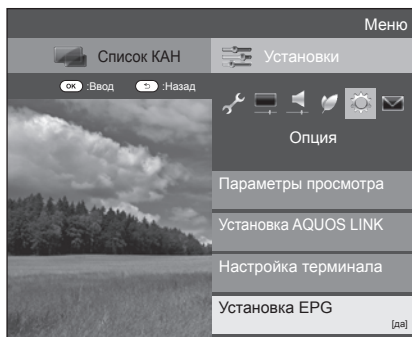 Меню
Список КАН
Установки
OK :Ввод
:Назад
Опция
Параметры просмотра
Установка AQUOS LINK
Настройка терминала
Установка EPG
[да]